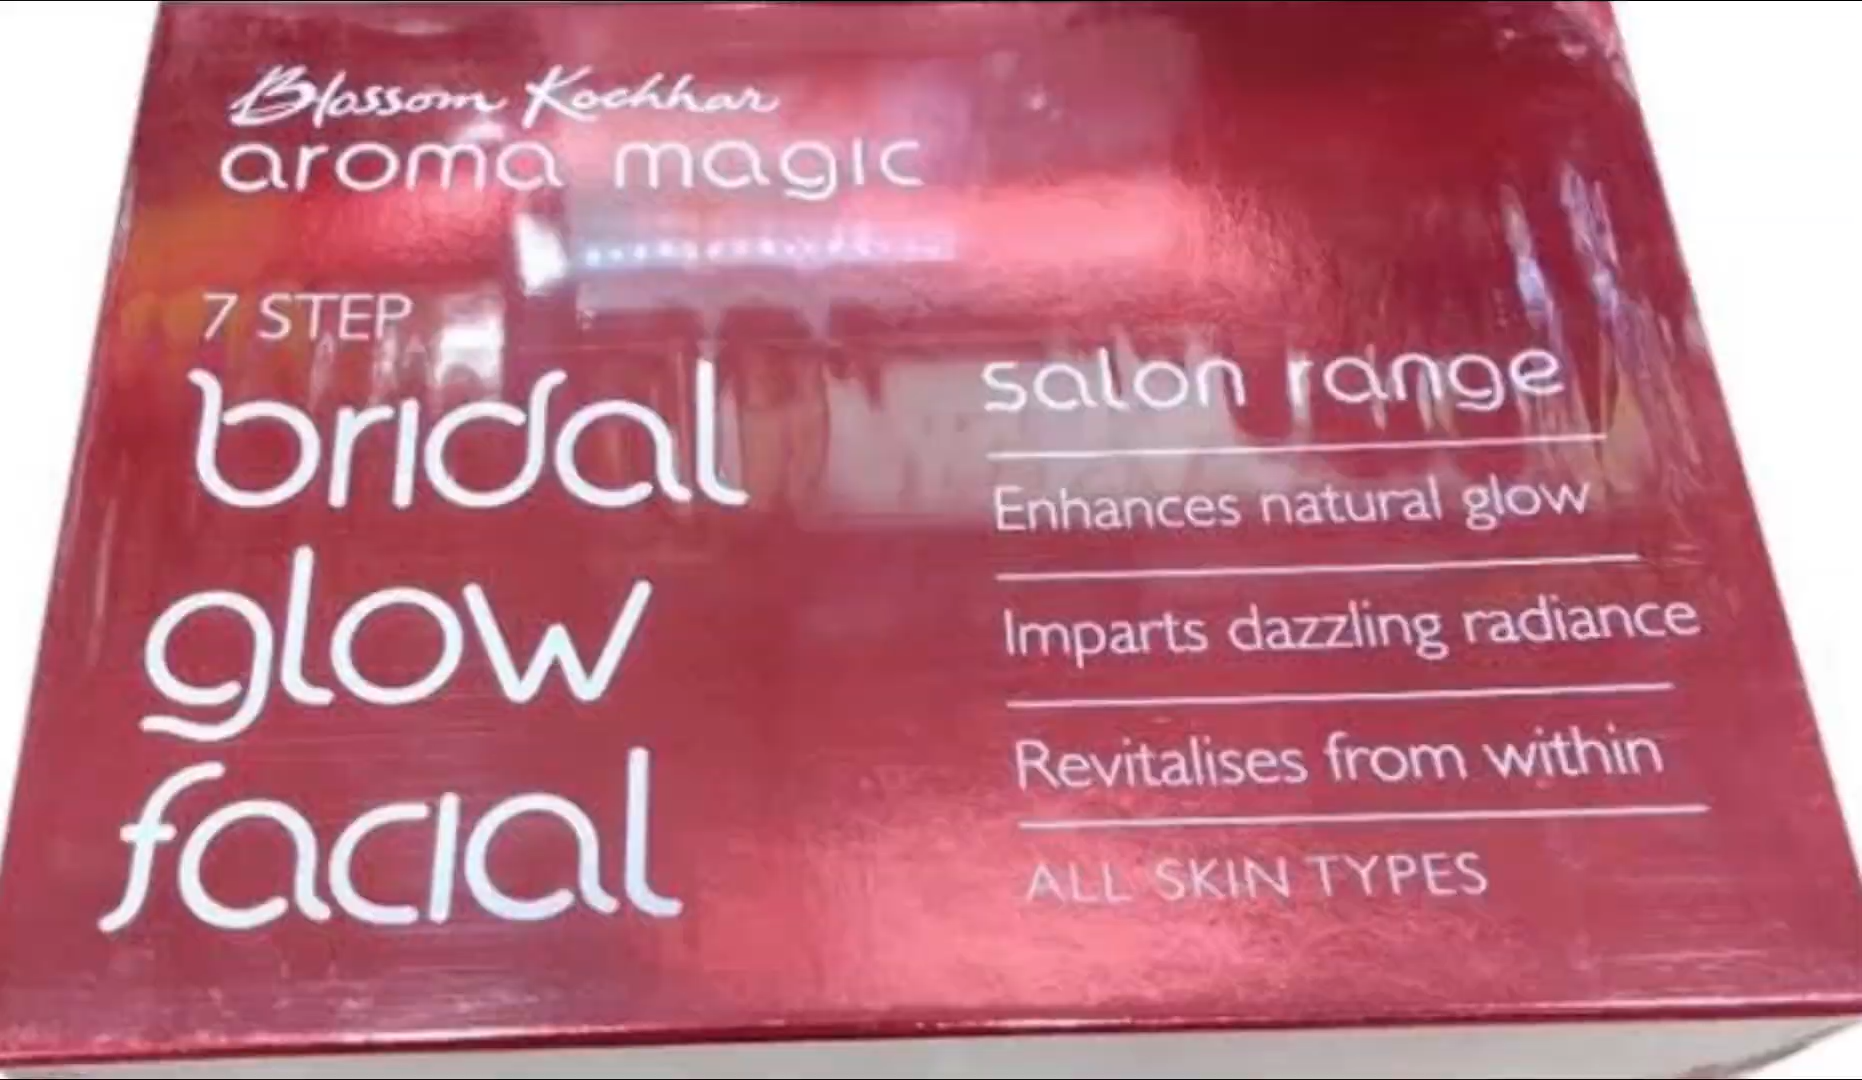 Blossom Kochhar
aroma magic
7 STEP
bridal
glow
facial
salon range
Enhances natural glow
Imparts dazzling radiance
Revitalises from within
ALL SKIN TYPES